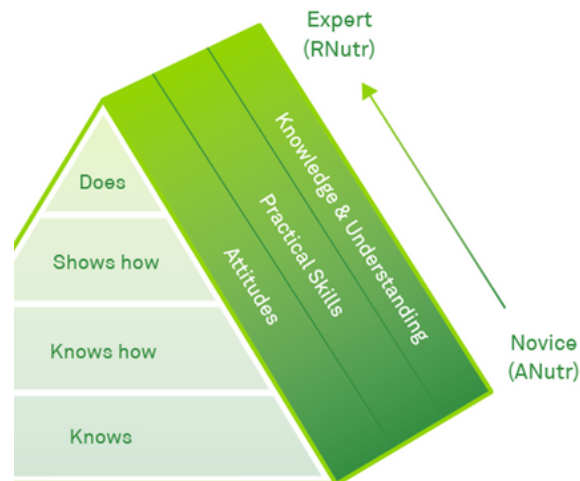 Expert
(RNutr)
Does
Shows how
Knows how
Knows
Attitudes
Practical Skills
Knowledge & Understanding
Novice
(ANutr)